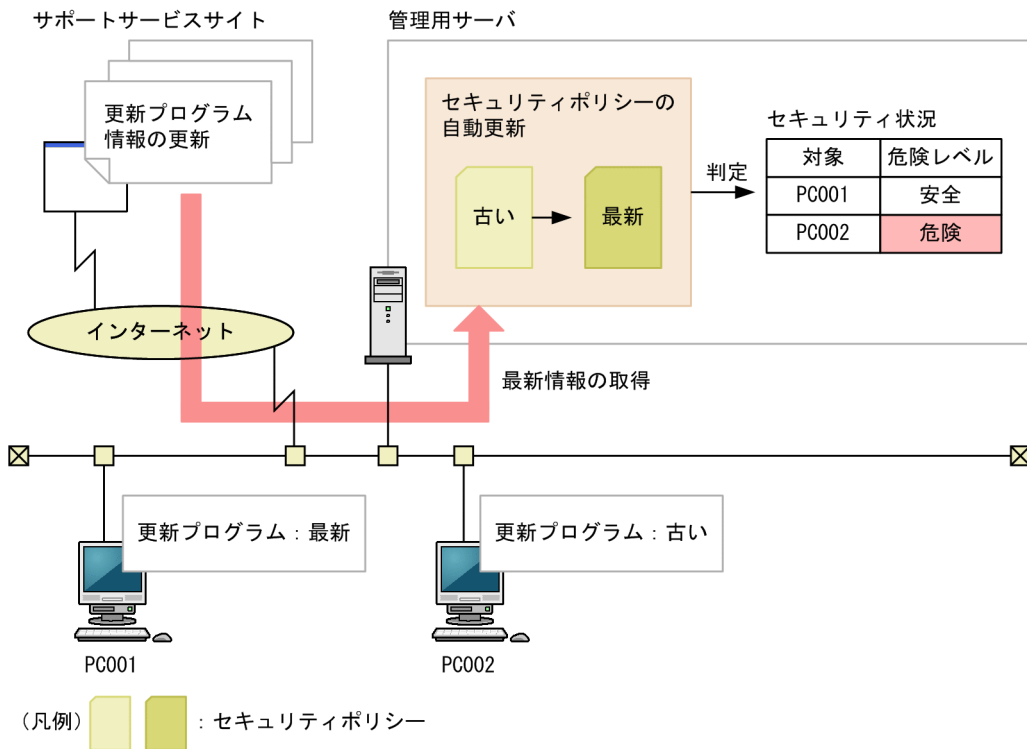 サポートサービスサイト
管理用サーバ
更新プログラム
情報の更新
セキュリティポリシーの
自動更新
古い
最新
判定
セキュリティ状況
対象
危険レベル
PC001
安全
PC002
危険
インターネット
最新情報の取得
更新プログラム：最新
更新プログラム：古い
PC001
PC002
（凡例）
：セキュリティポリシー